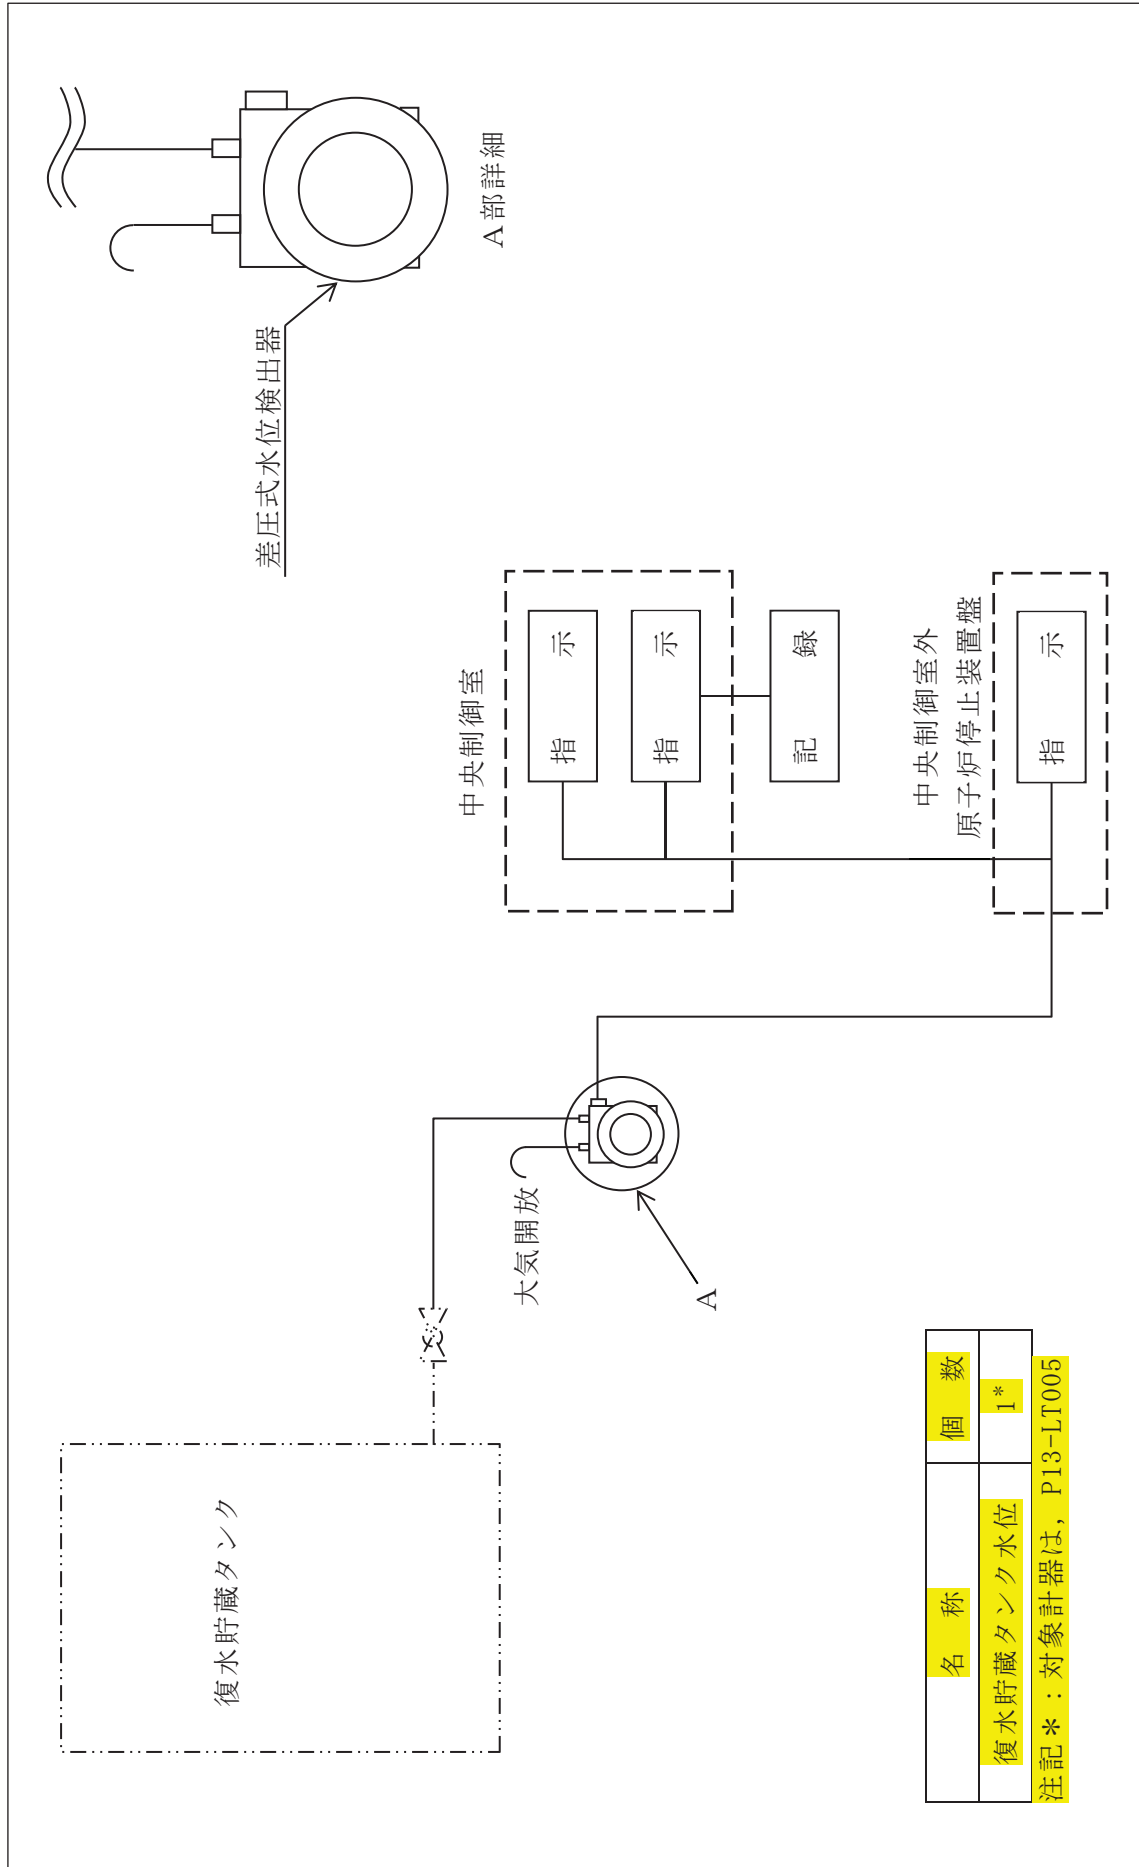 復水貯蔵タンク
大気開放
A
中央制御室
指示
指示
記録
中央制御室外
原子炉停止装置盤
指示
差圧式水位検出器
A部詳細
名称 個数
復水貯蔵タンク水位 1*
注記*：対象計器は，P13-LT005